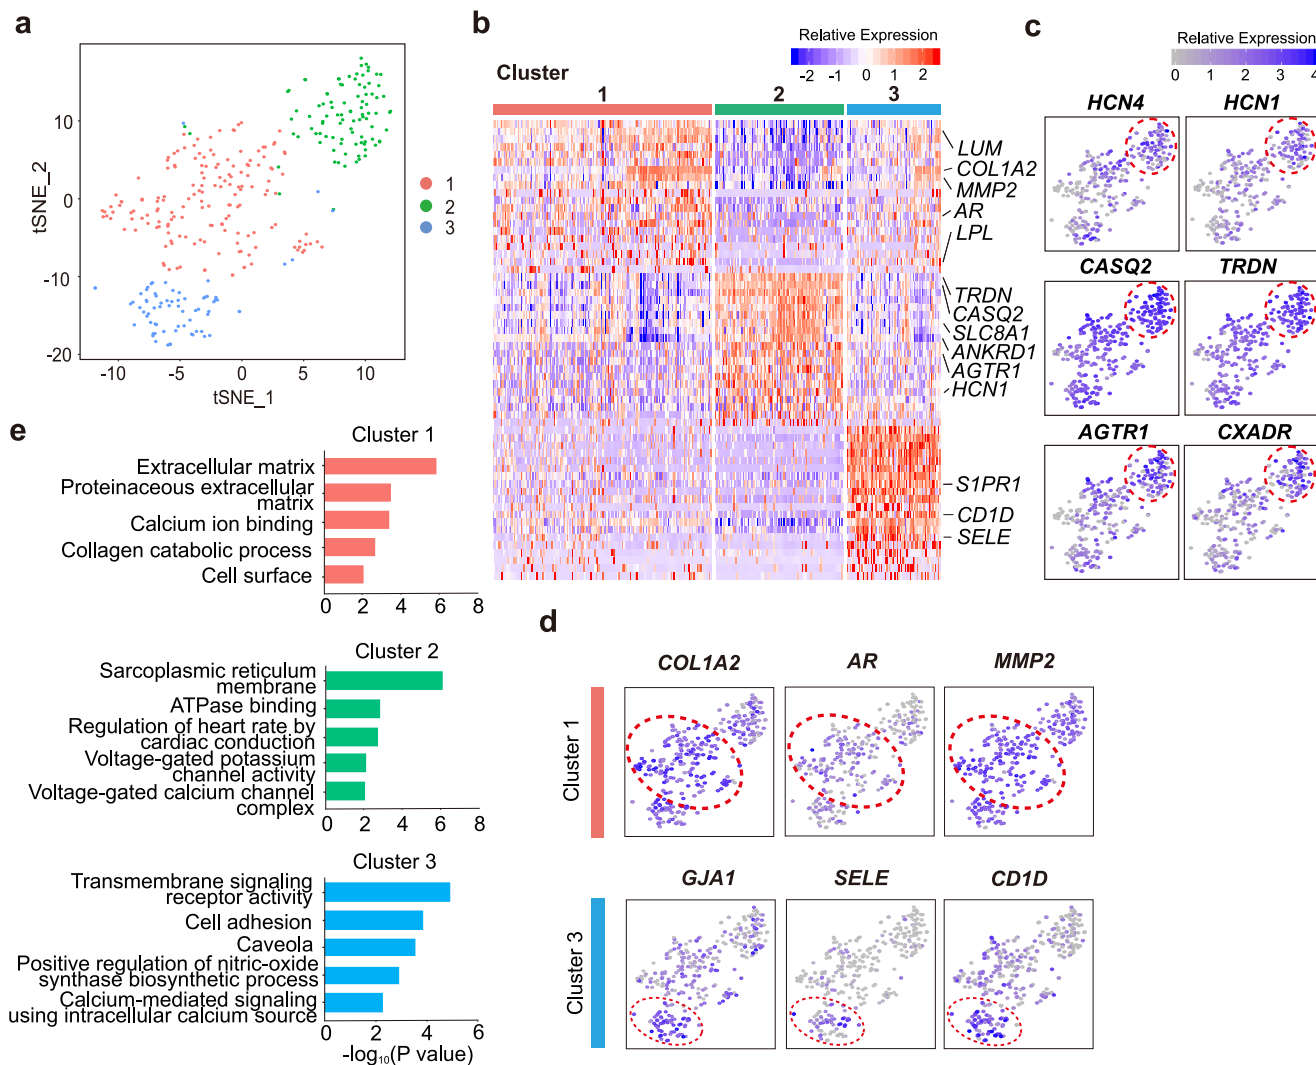 a
tSNE_2
10
0
-10
-20
-10
-5
0
5
10
tSNE_1
1
2
3
b
Relative Expression
-2 -1 0 1 2
Cluster
1 2 3
LUM
COL1A2
MMP2
AR
LPL
TRDN
CASQ2
SLC8A1
ANKRD1
AGTR1
HCN1
S1PR1
CD1D
SELE
c
Relative Expression
0 1 2 3 4
HCN4 HCN1
CASQ2 TRDN
AGTR1 CXADR
d
Cluster 1
COL1A2 AR MMP2
Cluster 3
GJA1 SELE CD1D
e
Cluster 1
Extracellular matrix
Proteinaceous extracellular
matrix
Calcium ion binding
Collagen catabolic process
Cell surface
0 2 4 6 8
Cluster 2
Sarcoplasmic reticulum
membrane
ATPase binding
Regulation of heart rate by
cardiac conduction
Voltage-gated potassium
channel activity
Voltage-gated calcium channel
complex
0 2 4 6 8
Cluster 3
Transmembrane signaling
receptor activity
Cell adhesion
Caveola
Positive regulation of nitric-oxide
synthase biosynthetic process
Calcium-mediated signaling
using intracellular calcium source
0 2 4 6
-log₁₀(P value)